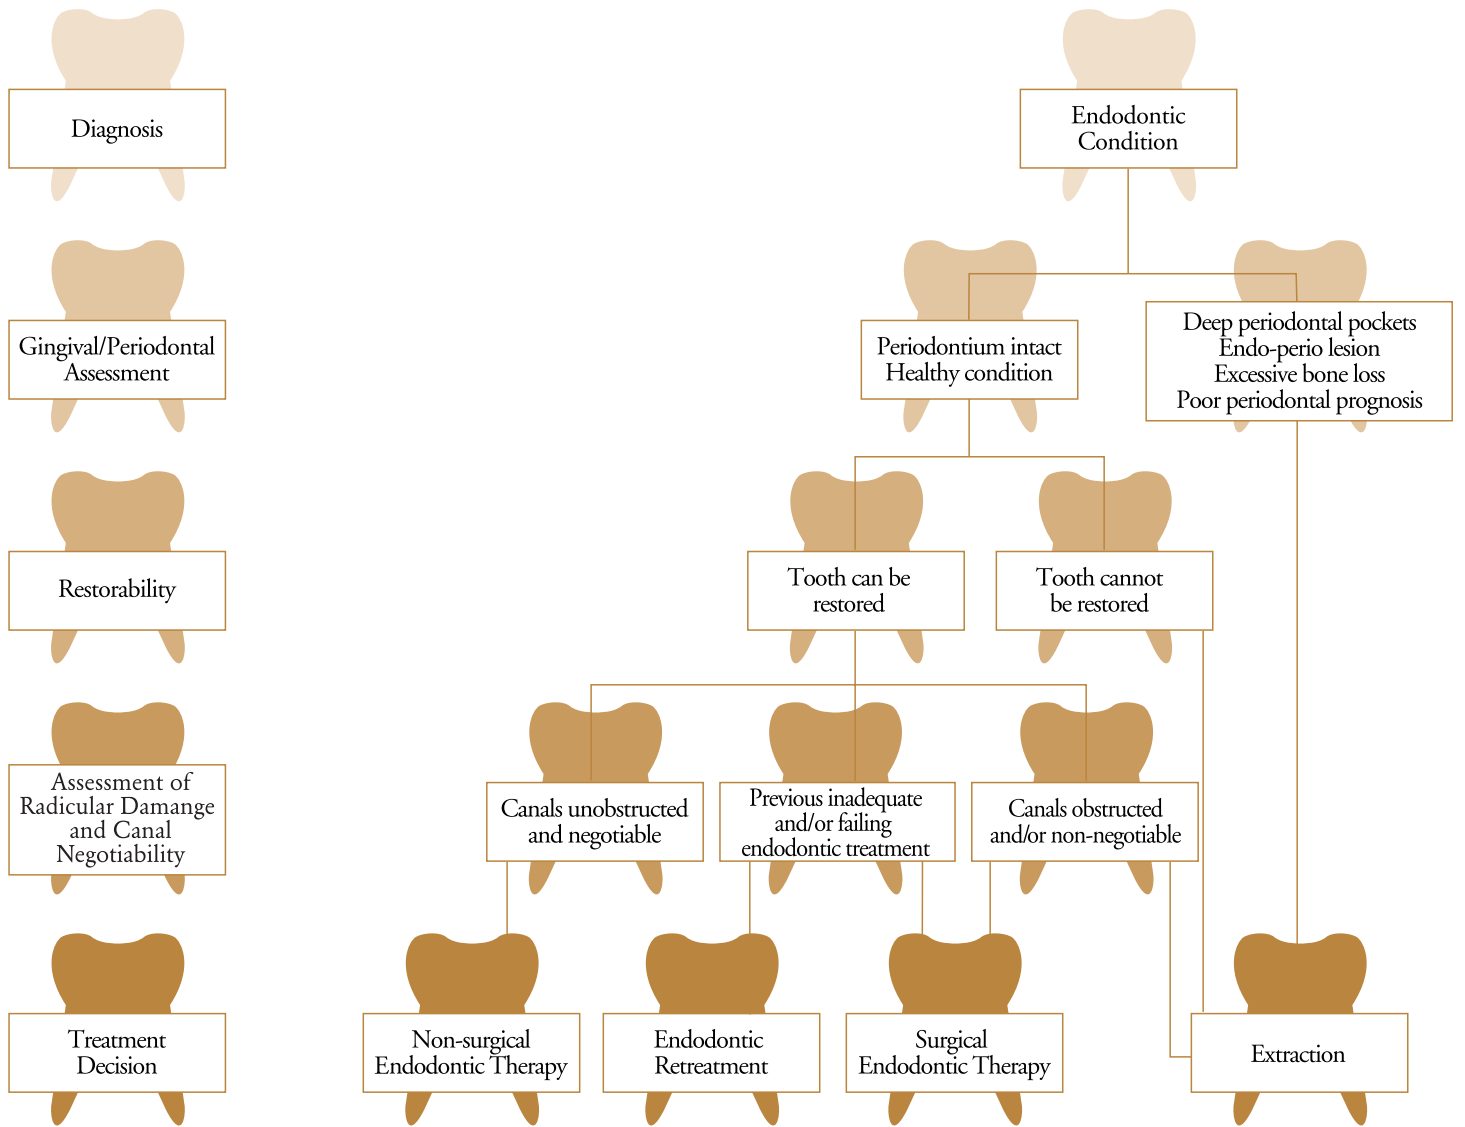 Diagnosis
Endodontic
Condition
Gingival/Periodontal
Assessment
Periodontium intact
Healthy condition
Deep periodontal pockets
Endo-perio lesion
Excessive bone loss
Poor periodontal prognosis
Restorability
Tooth can be
restored
Tooth cannot
be restored
Assessment of
Radicular Damange
and Canal
Negotiability
Canals unobstructed
and negotiable
Previous inadequate
and/or failing
endodontic treatment
Canals obstructed
and/or non-negotiable
Treatment
Decision
Non-surgical
Endodontic Therapy
Endodontic
Retreatment
Surgical
Endodontic Therapy
Extraction